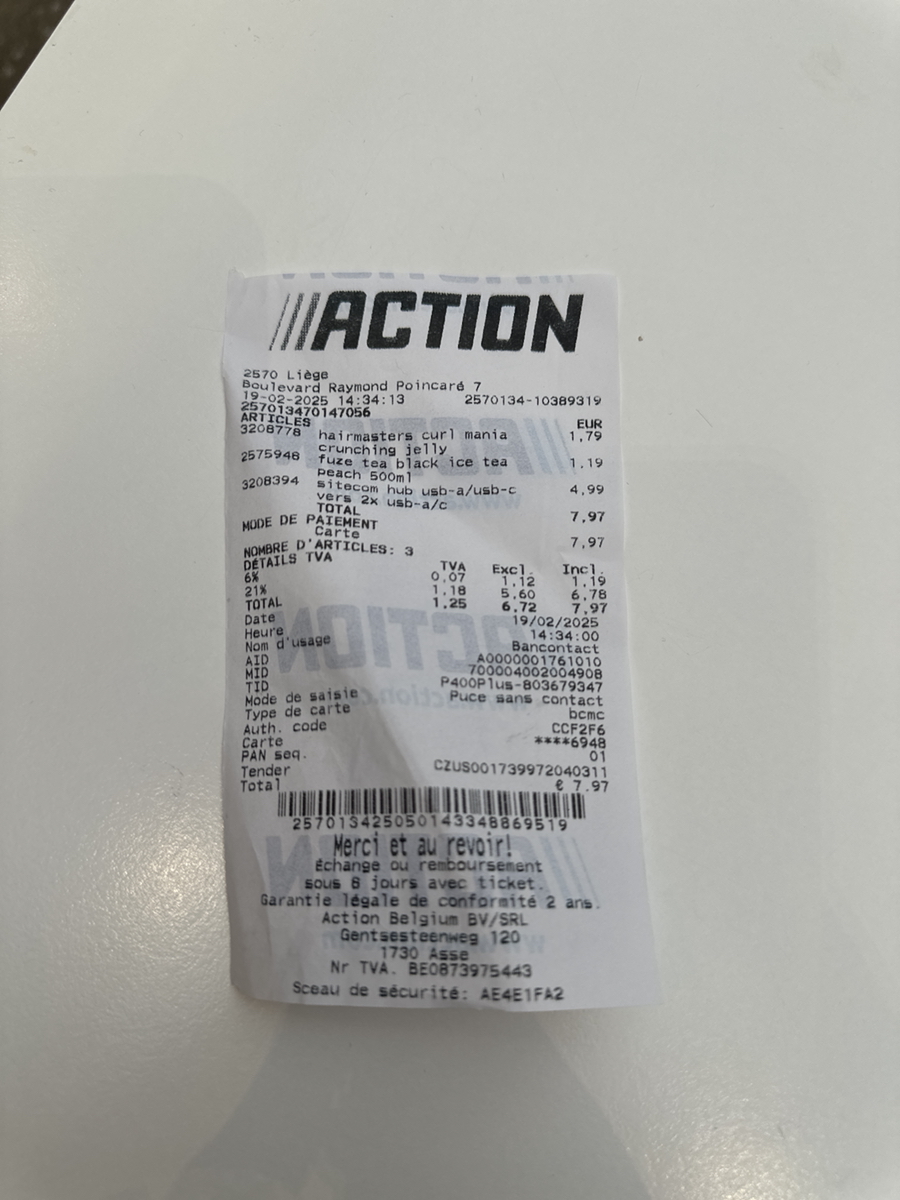 ACTION
2570 Liège
Boulevard Raymond Poincaré 7
19-02-2025 14:34:13 2570134-10389319
257013470147056
ARTICLES EUR
3208778 hairmasters curl mania 1,79
crunching jelly
2575948 fuze tea black ice tea 1.19
Peach 500ml
3208394 sitecom hub usb-a/usb-c 4,99
vers 2x usb-a/c
TOTAL 7,97
MODE DE PAIEMENT
Carte 7,97
NOMBRE D'ARTICLES: 3
DÉTAILS TVA
TVA Excl. Incl.
6% 0,07 1,12 1,19
21% 1,18 5,60 6,78
TOTAL 1.25 6.72 7,97
Date 19/02/2025
Heure 14:34:00
Nom d'usage Bancontact
AID A0000001761010
MID 700004002004908
TID P400Plus-803679347
Mode de saisie Puce sans contact
Type de carte bcmc
Auth. code CCF2F6
Carte ****6948
PAN seq. 01
Tender CZUS001739972040311
Total € 7.97
2570134250501433488869519
Merci et au revoir!
Échange ou remboursement
sous 6 jours avec ticket.
Garantie légale de conformité 2 ans.
Action Belgium BV/SRL
Gentsesteenweg 120
1730 Asse
Nr TVA. BE0873975443
Sceau de sécurité: AE4E1FA2